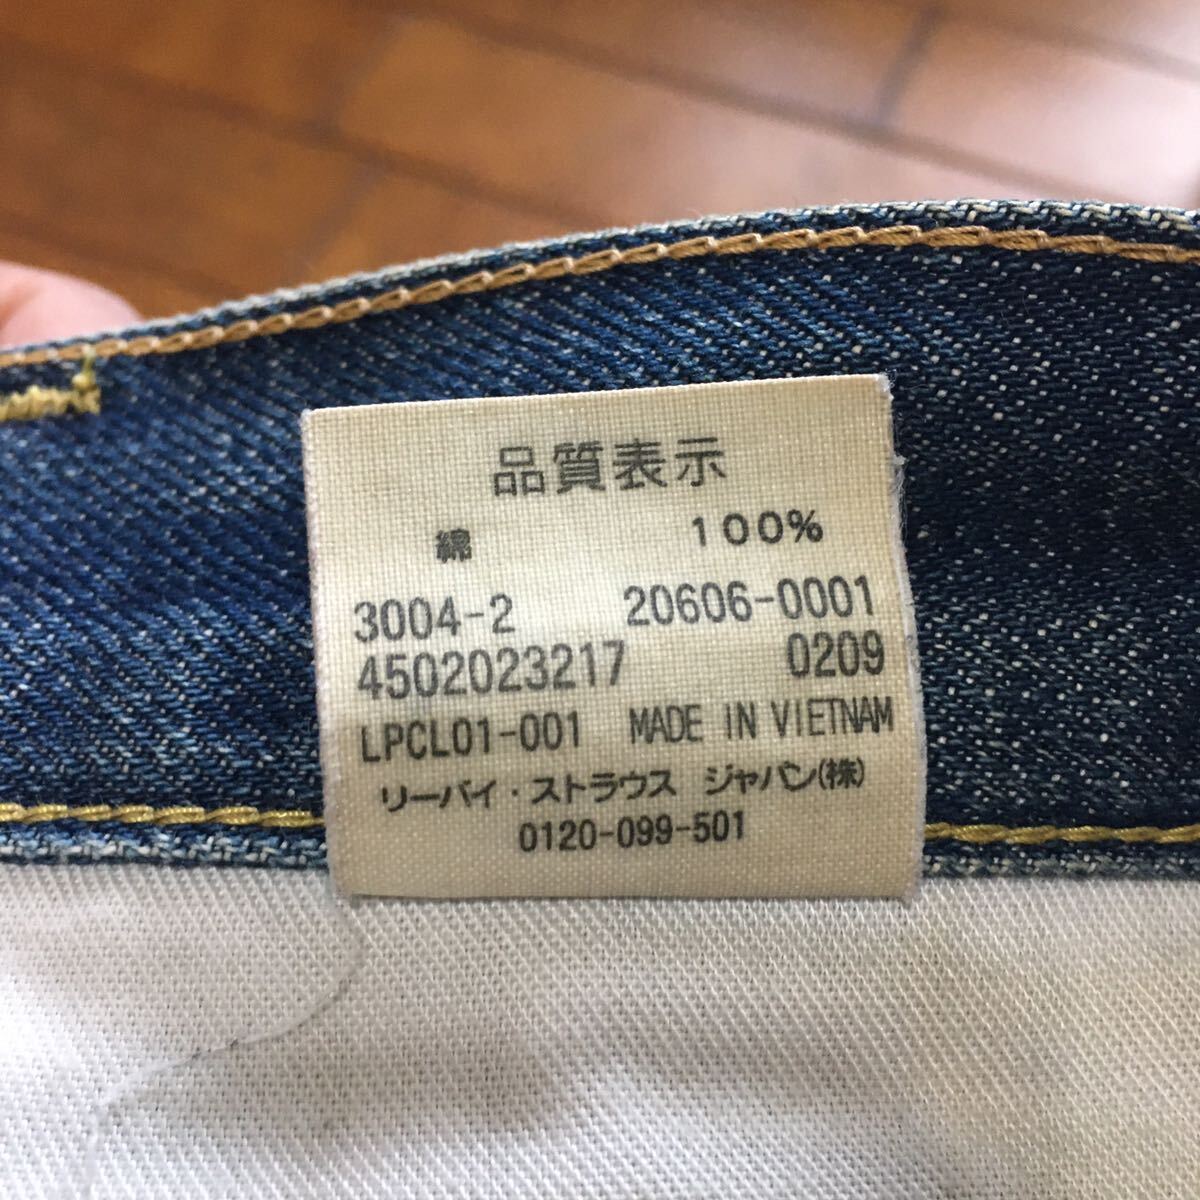 品質表示
綿 100%
3004-2 20606-0001
4502023217 0209
LPCL01-001 MADE IN VIETNAM
リーバイ・ストラウス ジャパン(株)
0120-099-501